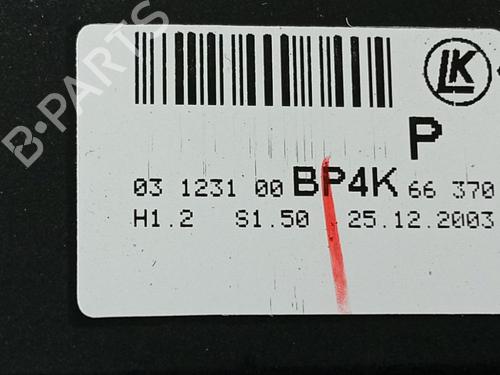 B-PARTS
LK
P
03 1231 00 BP4K 66 370
H1.2 S1.50 25.12.2003